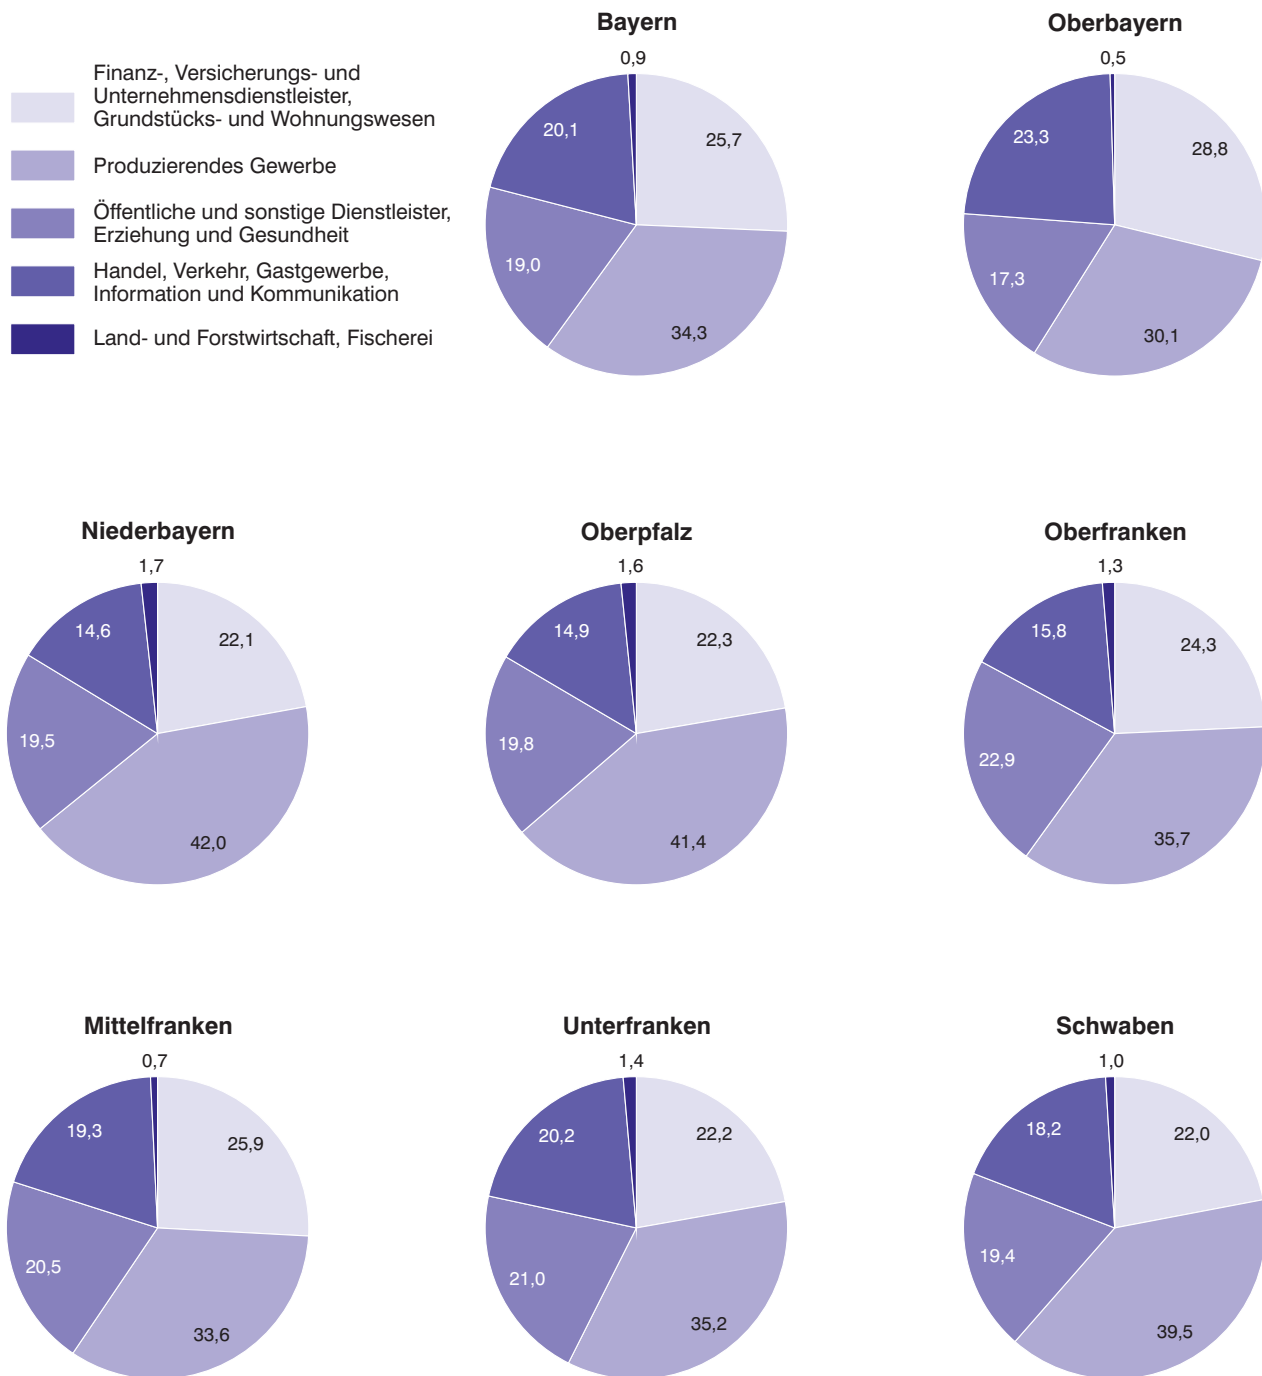 Finanz-, Versicherungs- und
Unternehmensdienstleister,
Grundstücks- und Wohnungswesen
Produzierendes Gewerbe
Öffentliche und sonstige Dienstleister,
Erziehung und Gesundheit
Handel, Verkehr, Gastgewerbe,
Information und Kommunikation
Land- und Forstwirtschaft, Fischerei
Bayern
0,9
25,7
34,3
19,0
20,1
Oberbayern
0,5
28,8
30,1
17,3
23,3
Niederbayern
1,7
22,1
42,0
19,5
14,6
Oberpfalz
1,6
22,3
41,4
19,8
14,9
Oberfranken
1,3
24,3
35,7
22,9
15,8
Mittelfranken
0,7
25,9
33,6
20,5
19,3
Unterfranken
1,4
22,2
35,2
21,0
20,2
Schwaben
1,0
22,0
39,5
19,4
18,2